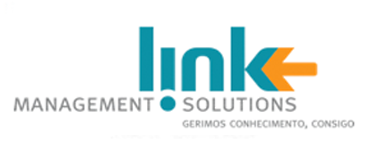 link
MANAGEMENT SOLUTIONS
GERIMOS CONHECIMENTO, CONSIGO